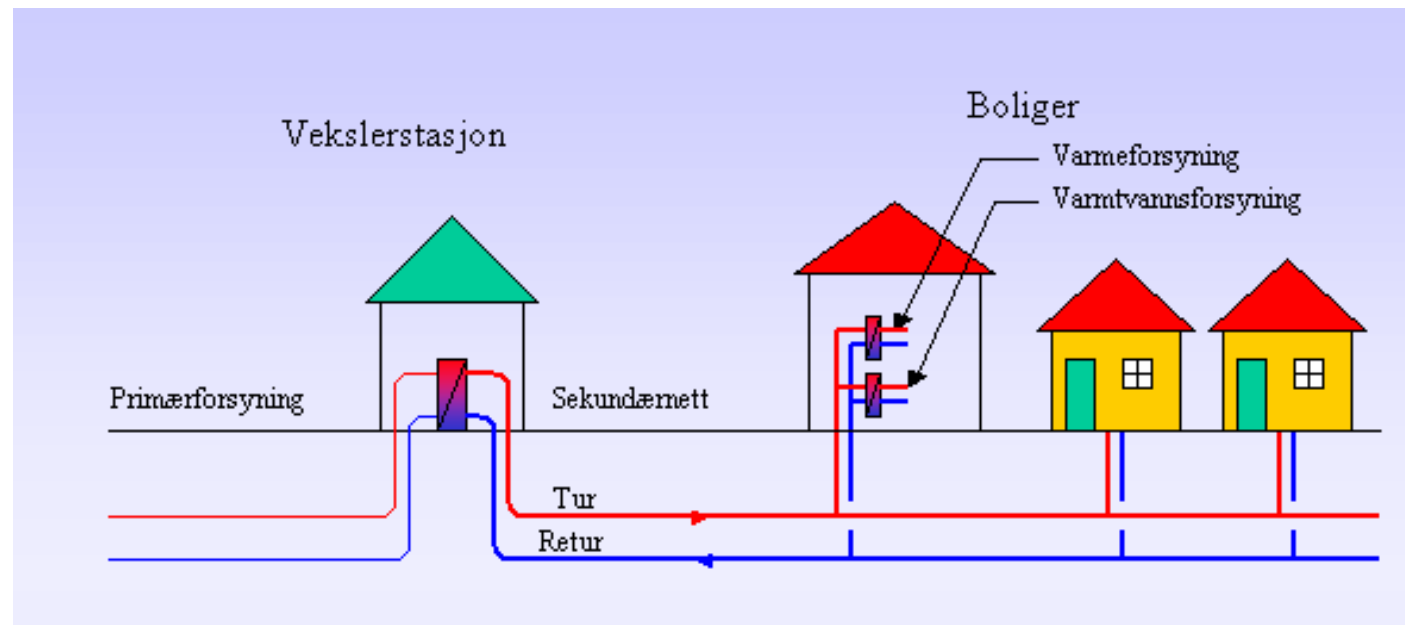 Boliger
Vekslerstasjon
Varmeforsyning
Varmtvannsforsyning
Primærforsyning
Sekundærnett
Tur
Retur